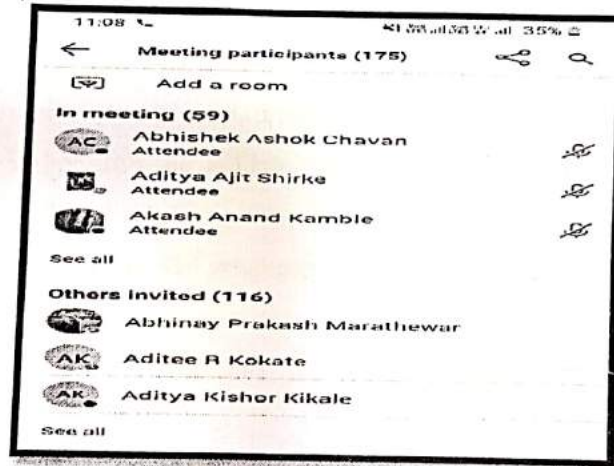 11:08
35%
Meeting participants (175)
Add a room
In meeting (59)
AC
Abhishek Ashok Chavan
Attendee
Aditya Ajit Shirke
Attendee
Akash Anand Kamble
Attendee
See all
Others invited (116)
Abhinay Prakash Marathewar
AK
Aditee R Kokate
AK
Aditya Kishor Kikale
See all